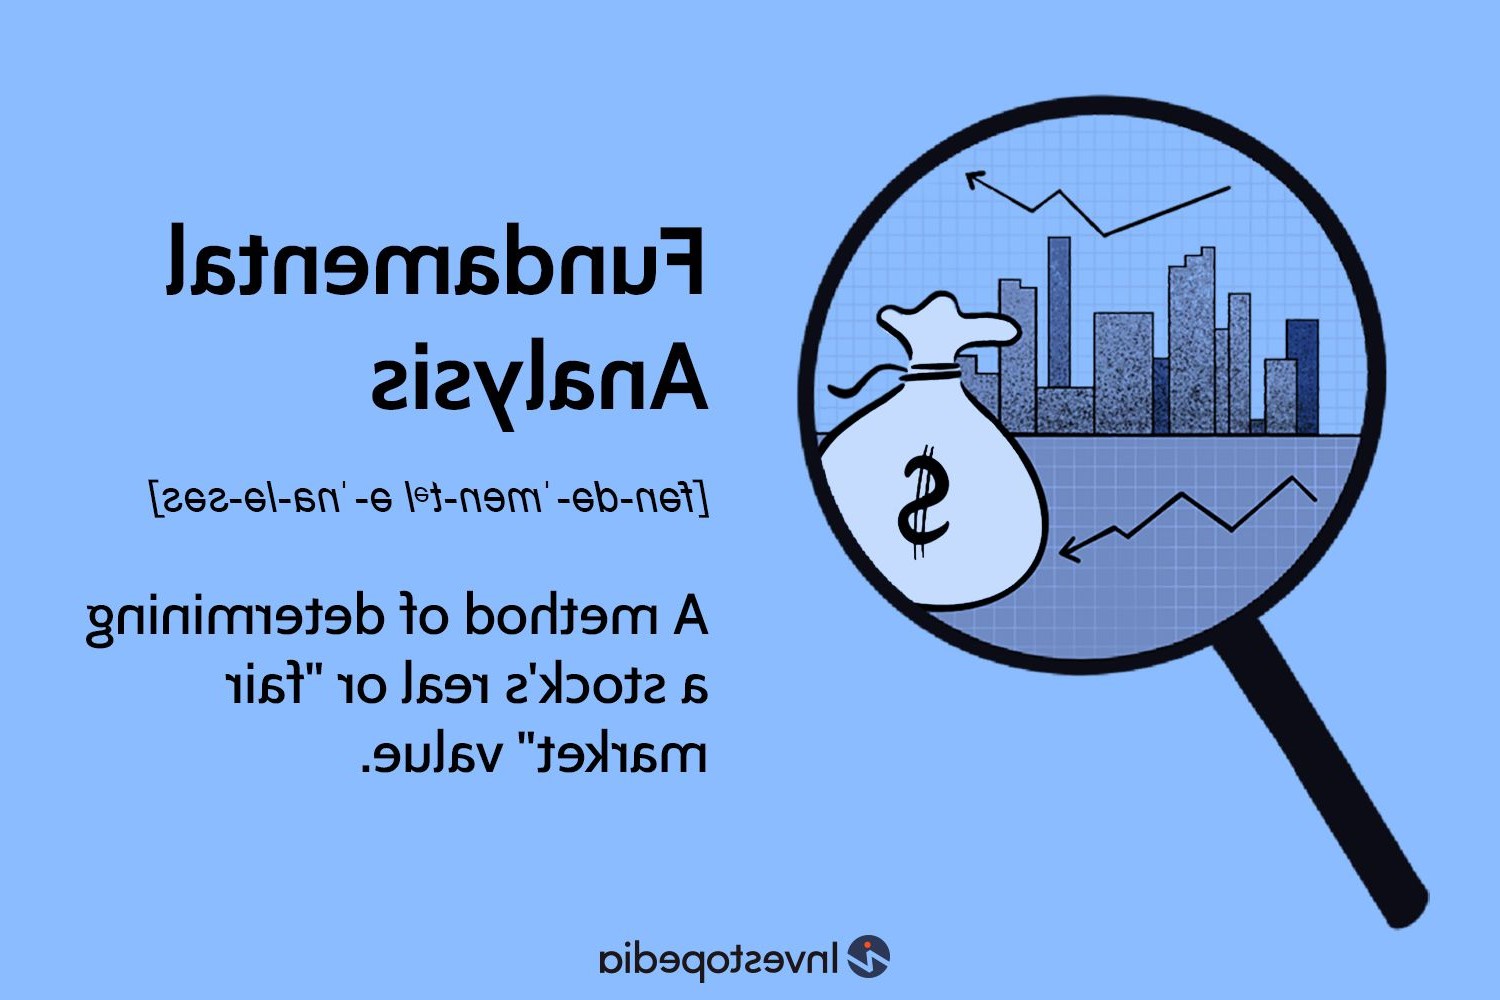 Fundamental
Analysis
[fən-də-ˈmen-tᵊl ə-ˈna-lə-səs]
A method of determining
a stock's real or "fair
market" value.
$
Investopedia